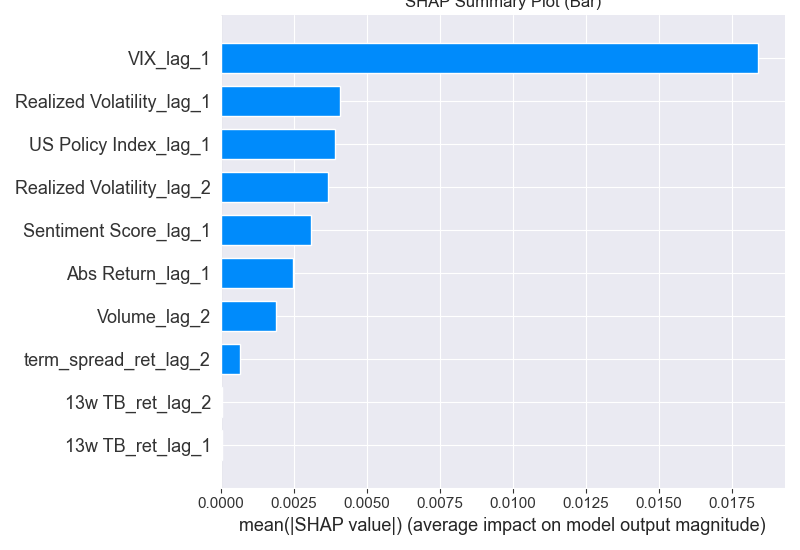 SHAP Summary Plot (Bar)
VIX_lag_1
Realized Volatility_lag_1
US Policy Index_lag_1
Realized Volatility_lag_2
Sentiment Score_lag_1
Abs Return_lag_1
Volume_lag_2
term_spread_ret_lag_2
13w TB_ret_lag_2
13w TB_ret_lag_1
0.0000 0.0025 0.0050 0.0075 0.0100 0.0125 0.0150 0.0175
mean(|SHAP value|) (average impact on model output magnitude)